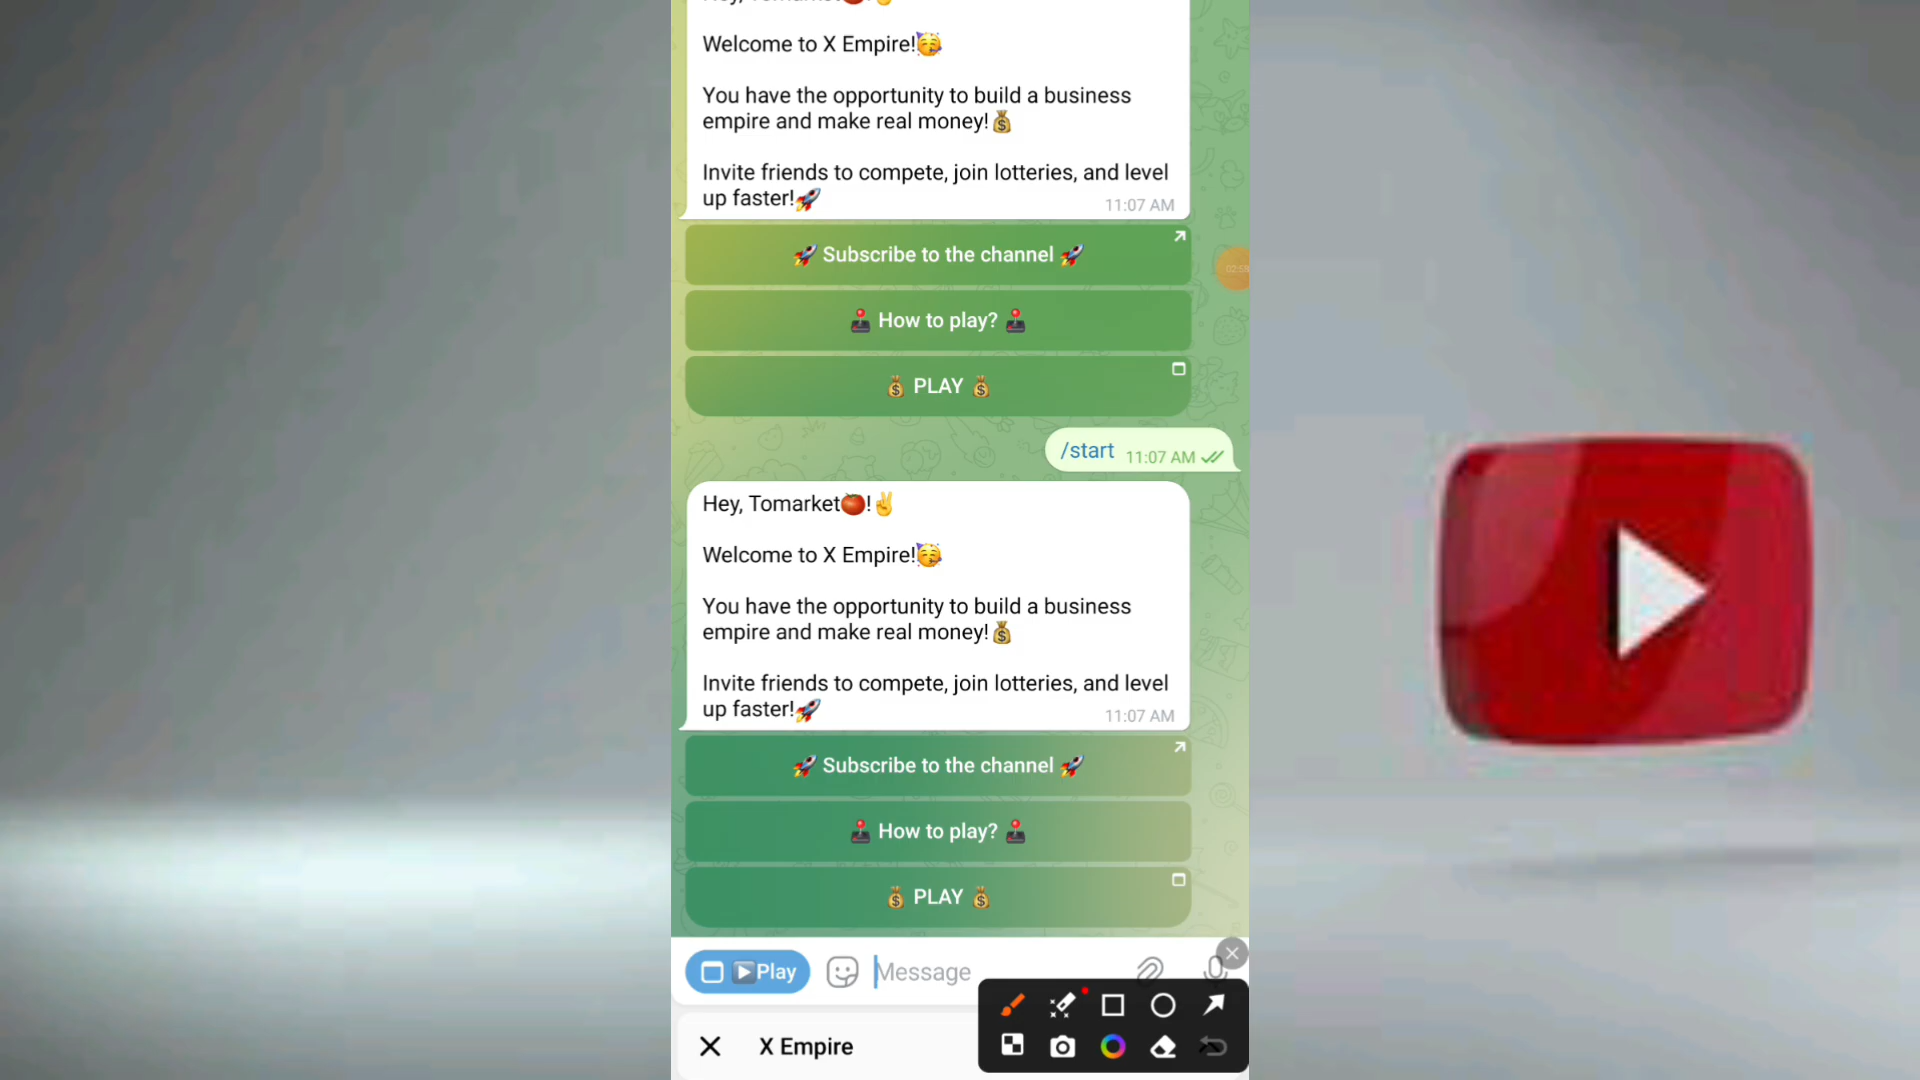 Hey, Tomarket🍅!✌️
Welcome to X Empire!🥳
You have the opportunity to build a business
empire and make real money!💰
Invite friends to compete, join lotteries, and level
up faster!🚀
11:07 AM
🚀 Subscribe to the channel 🚀
02:59
🕹 How to play? 🕹
💰 PLAY 💰
/start 11:07 AM
Hey, Tomarket🍅!✌️
Welcome to X Empire!🥳
You have the opportunity to build a business
empire and make real money!💰
Invite friends to compete, join lotteries, and level
up faster!🚀
11:07 AM
🚀 Subscribe to the channel 🚀
🕹 How to play? 🕹
💰 PLAY 💰
▶️Play
Message
X Empire